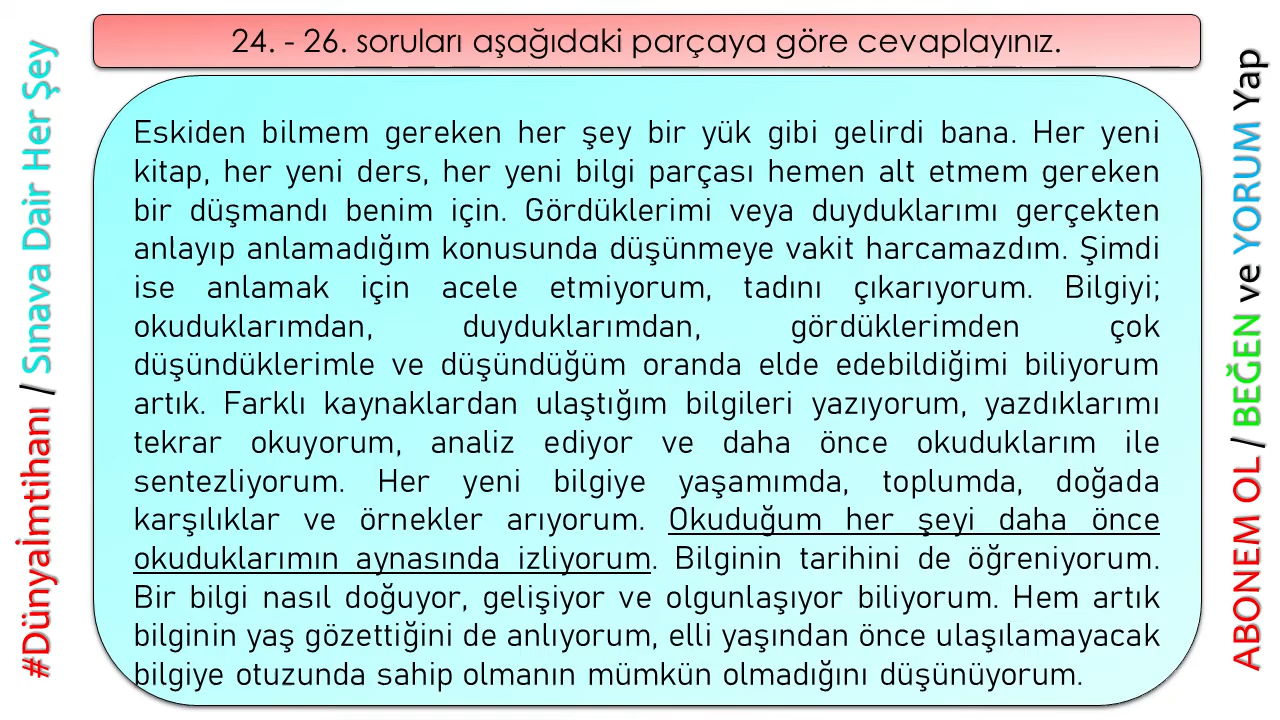 24. - 26. soruları aşağıdaki parçaya göre cevaplayınız.
Eskiden bilmem gereken her şey bir yük gibi gelirdi bana. Her yeni
kitap, her yeni ders, her yeni bilgi parçası hemen alt etmem gereken
bir düşmandı benim için. Gördüklerimi veya duyduklarımı gerçekten
anlayıp anlamadığım konusunda düşünmeye vakit harcamazdım. Şimdi
ise anlamak için acele etmiyorum, tadını çıkarıyorum. Bilgiyi;
okuduklarımdan, duyduklarımdan, gördüklerimden çok
düşündüklerimle ve düşündüğüm oranda elde edebildiğimi biliyorum
artık. Farklı kaynaklardan ulaştığım bilgileri yazıyorum, yazdıklarımı
tekrar okuyorum, analiz ediyor ve daha önce okuduklarım ile
sentezliyorum. Her yeni bilgiye yaşamımda, toplumda, doğada
karşılıklar ve örnekler arıyorum. Okuduğum her şeyi daha önce
okuduklarımın aynasında izliyorum. Bilginin tarihini de öğreniyorum.
Bir bilgi nasıl doğuyor, gelişiyor ve olgunlaşıyor biliyorum. Hem artık
bilginin yaş gözettiğini de anlıyorum, elli yaşından önce ulaşılamayacak
bilgiye otuzunda sahip olmanın mümkün olmadığını düşünüyorum.
#Dünyaİmtihanı / Sınava Dair Her Şey
ABONEM OL / BEĞEN ve YORUM Yap